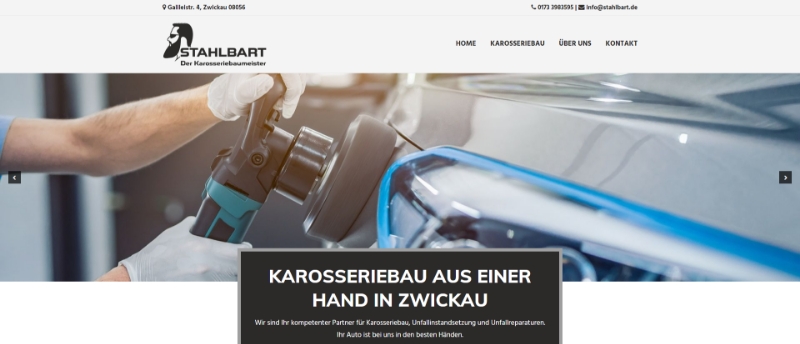 Galileistr. 4, Zwickau 08056
0173 3983595 | info@stahlbart.de
STAHLBART
Der Karosseriebaumeister
HOME KAROSSERIEBAU ÜBER UNS KONTAKT
KAROSSERIEBAU AUS EINER
HAND IN ZWICKAU
Wir sind Ihr kompetenter Partner für Karosseriebau, Unfallinstandsetzung und Unfallreparaturen.
Ihr Auto ist bei uns in den besten Händen.